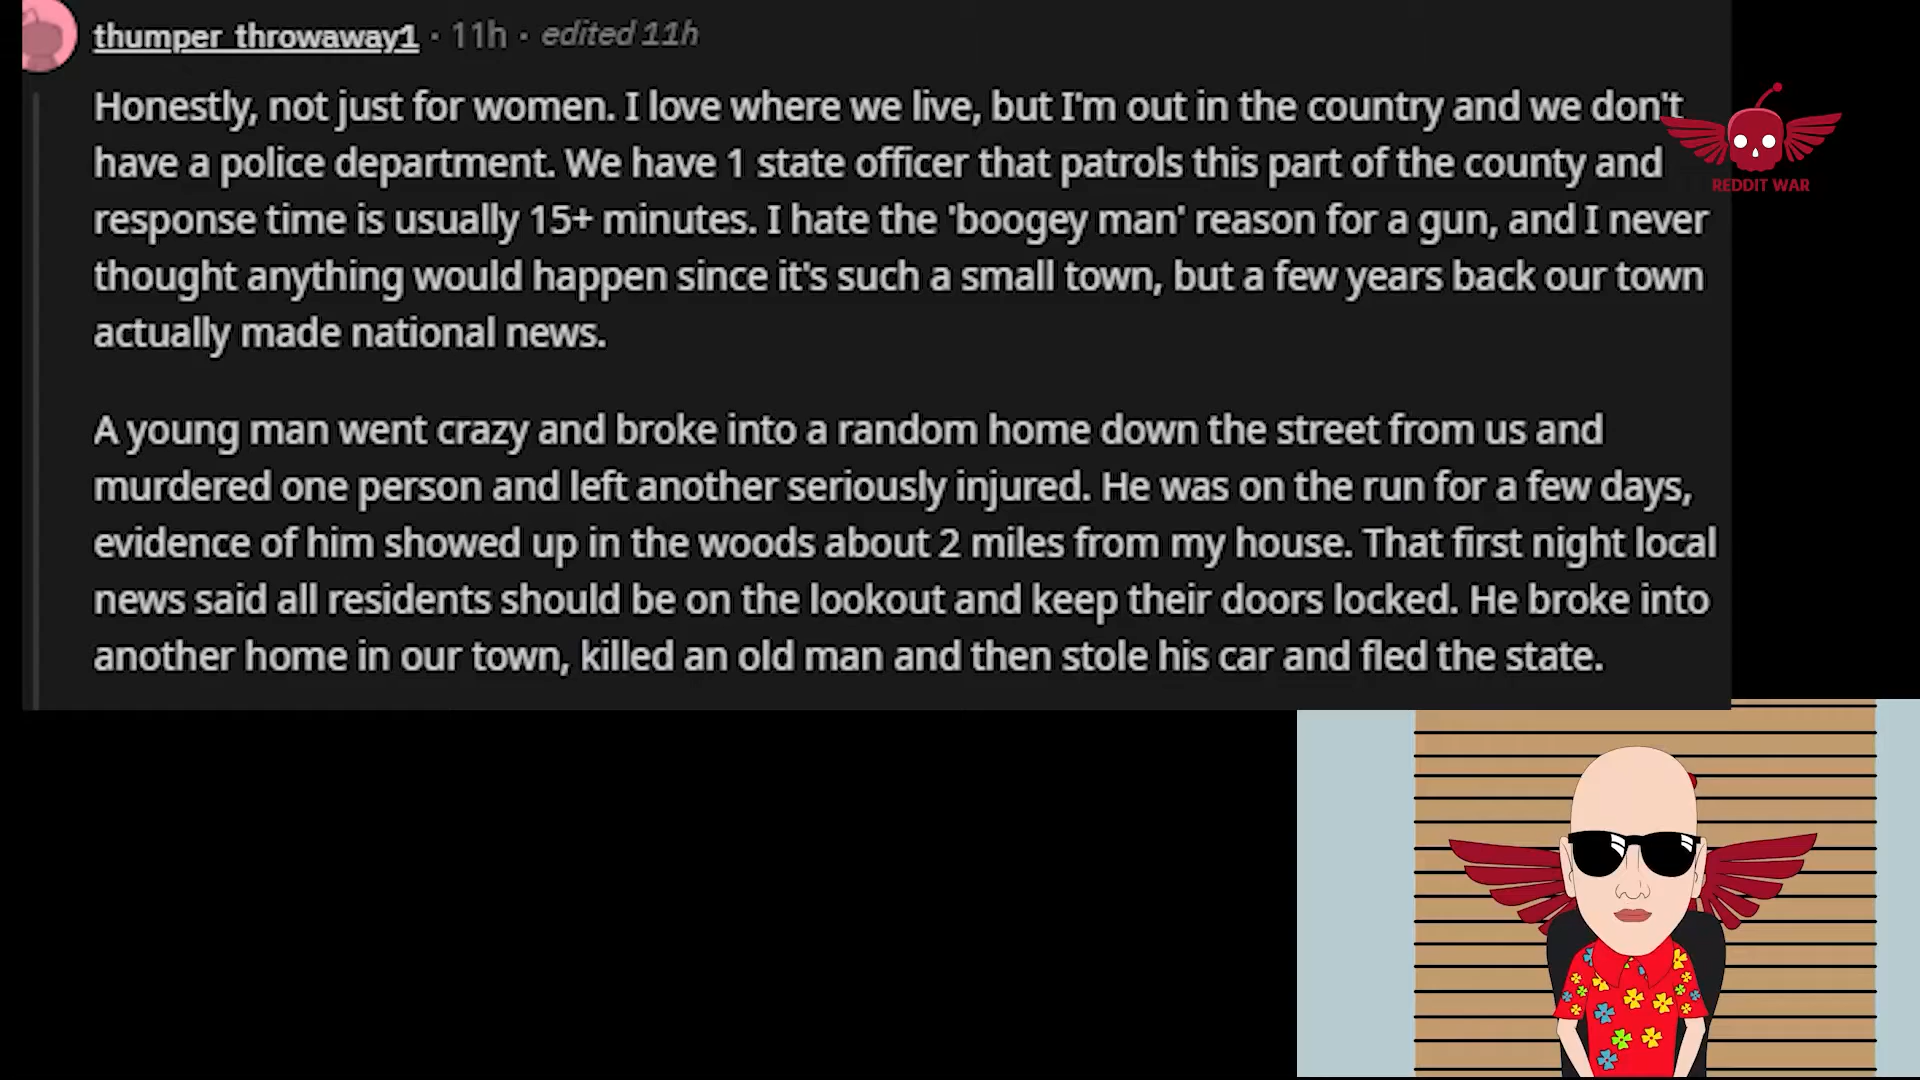 thumper_throwaway1 · 11h · edited 11h
Honestly, not just for women. I love where we live, but I'm out in the country and we don't
have a police department. We have 1 state officer that patrols this part of the county and
response time is usually 15+ minutes. I hate the 'boogey man' reason for a gun, and I never
thought anything would happen since it's such a small town, but a few years back our town
actually made national news.
A young man went crazy and broke into a random home down the street from us and
murdered one person and left another seriously injured. He was on the run for a few days,
evidence of him showed up in the woods about 2 miles from my house. That first night local
news said all residents should be on the lookout and keep their doors locked. He broke into
another home in our town, killed an old man and then stole his car and fled the state.
REDDIT WAR